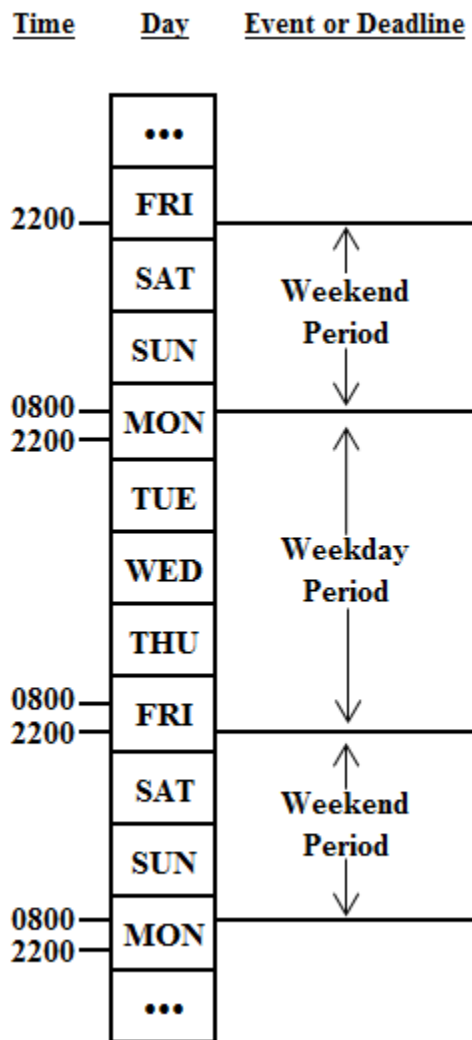 Time Day Event or Deadline
•••
FRI
2200
SAT
Weekend
Period
SUN
0800
MON
2200
TUE
WED
Weekday
Period
THU
0800
FRI
2200
SAT
Weekend
Period
SUN
0800
MON
2200
•••